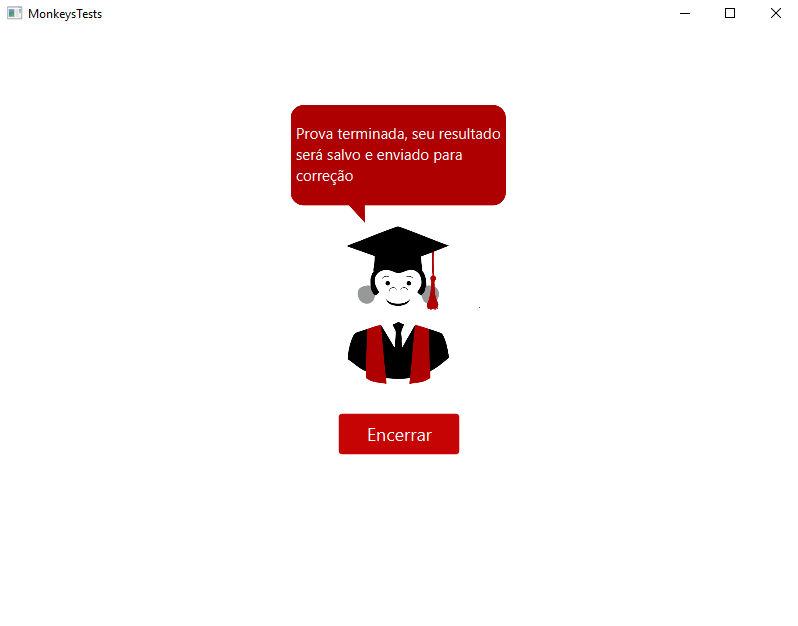 MonkeysTests
Prova terminada, seu resultado
será salvo e enviado para
correção
Encerrar